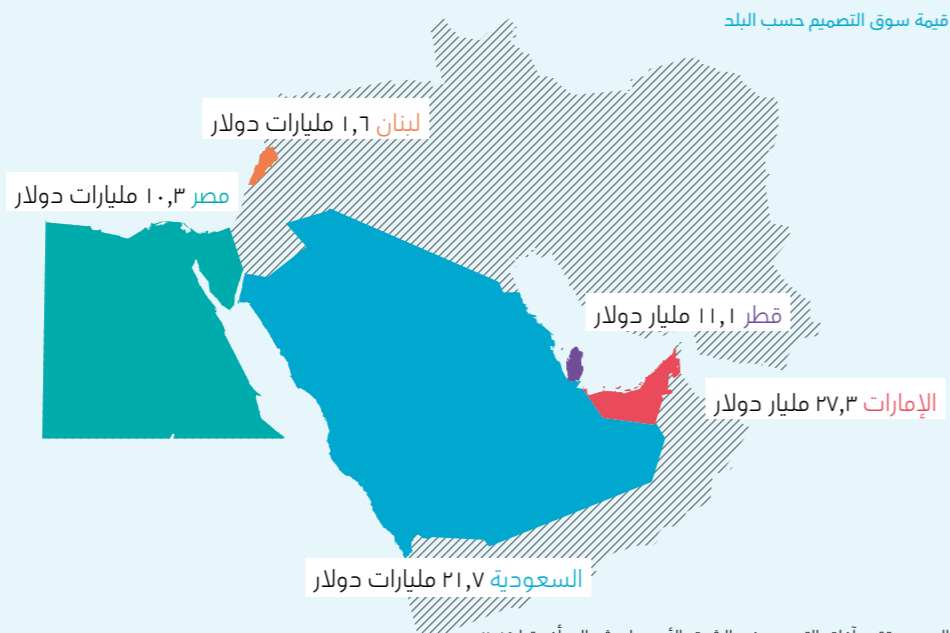 قيمة سوق التصميم حسب البلد
لبنان ١,٦ مليارات دولار
مصر ١٠,٣ مليارات دولار
قطر ١١,١ مليار دولار
الإمارات ٢٧,٣ مليار دولار
السعودية ٢١,٧ مليارات دولار